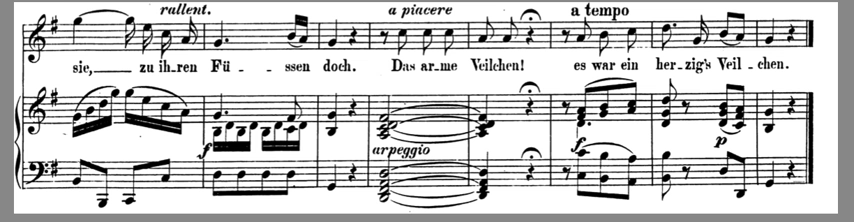 rallent. a piacere a tempo
sie, zu ih-ren Fü - - ssen doch. Das ar-me Veilchen! es war ein her-zig's Veil - chen.
f f p
arpeggio